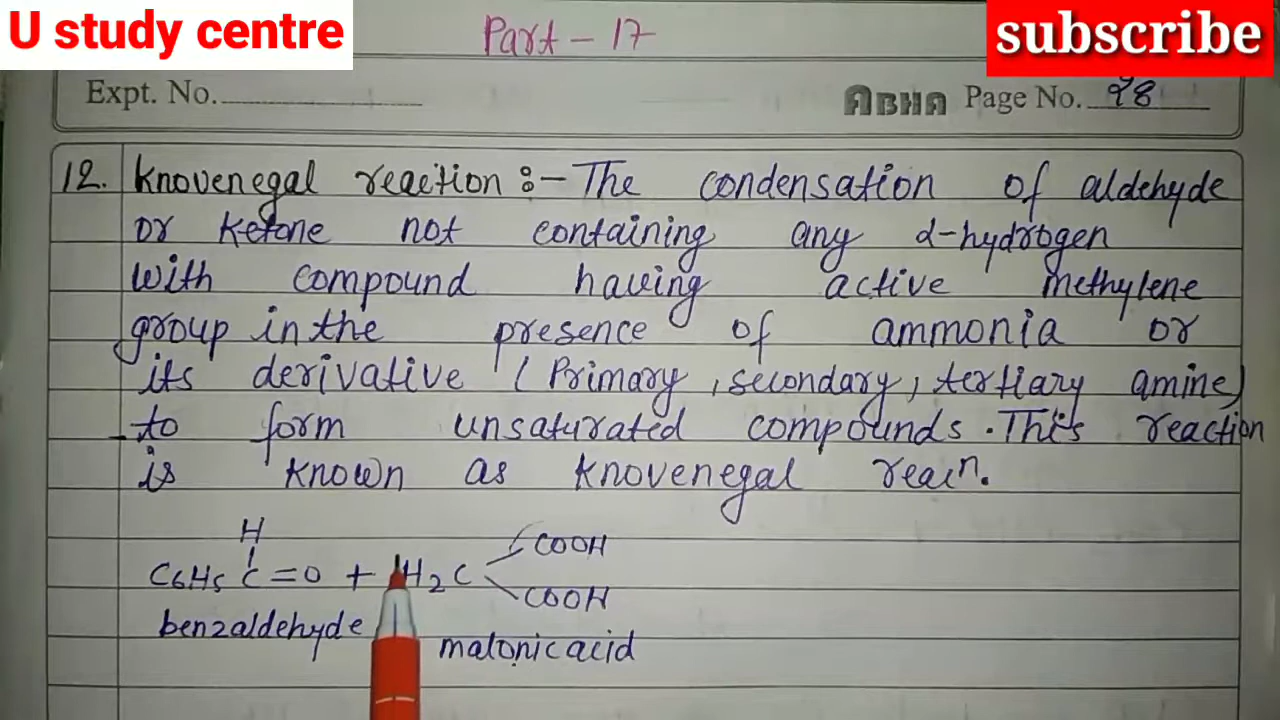 U study centre
Part - 17
subscribe
Expt. No.
ABHA Page No. 98
12. Knovenegal reaction :- The condensation of aldehyde
or Ketone not containing any α-hydrogen
with compound having active methylene
group in the presence of ammonia or
its derivative (Primary, secondary, tertiary amine)
to form unsaturated compounds. This reaction
is known as Knovenegal reacn.
H
COOH
C6H5 C = O + H2C
COOH
benzaldehyde
malonic acid